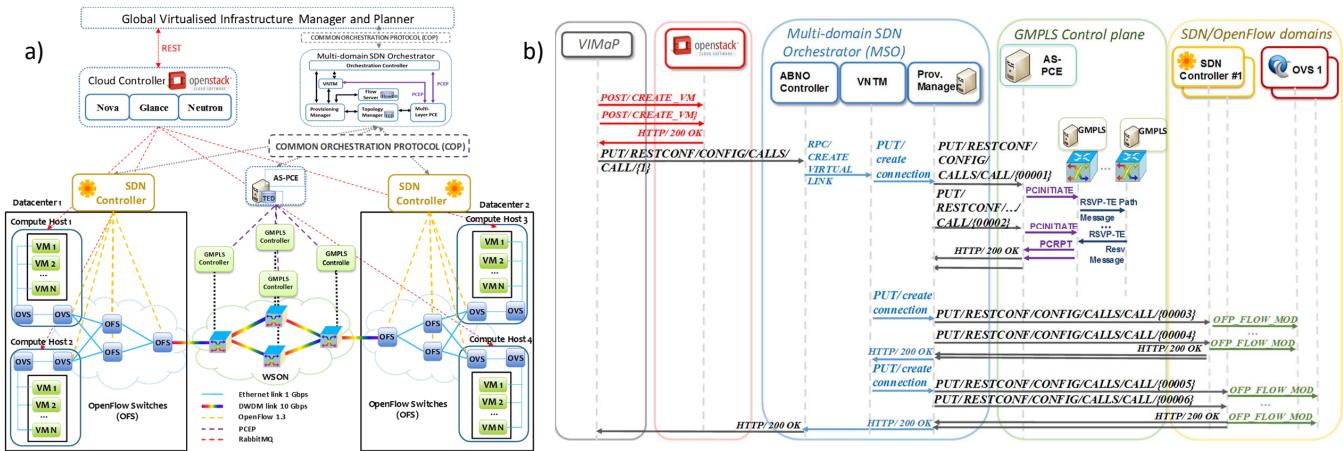 a)
Global Virtualised Infrastructure Manager and Planner
REST
COMMON ORCHESTRATION PROTOCOL (COP)
Cloud Controller
openstack
CLOUD SOFTWARE
Nova
Glance
Neutron
Multi-domain SDN Orchestrator
Orchestration Controller
VNTM
PCEP
PCEP
Flow
Server
Provisioning
Manager
Topology
Manager
TED
Multi-
Layer PCE
COMMON ORCHESTRATION PROTOCOL (COP)
SDN
Controller
AS-PCE
TED
SDN
Controller
Datacenter 1
Compute Host 1
VM 1
VM 2
...
VM N
OVS
OVS
Compute Host 2
OVS
OVS
VM 1
VM 2
...
VM N
OFS
OFS
OFS
OpenFlow Switches
(OFS)
GMPLS
Controller
GMPLS
Controller
GMPLS
Controller
GMPLS
Controlle
WSON
Datacenter 2
Compute Host 3
VM 1
VM 2
...
VM N
OVS
OVS
Compute Host 4
OVS
OVS
VM 1
VM 2
...
VM N
OFS
OFS
OFS
OpenFlow Switches
(OFS)
Ethernet link 1 Gbps
DWDM link 10 Gbps
OpenFlow 1.3
PCEP
RabbitMQ
b)
VIMaP
openstack
CLOUD SOFTWARE
Multi-domain SDN
Orchestrator (MSO)
ABNO
Controller
VNTM
Prov.
Manager
GMPLS Control plane
AS-
PCE
GMPLS
GMPLS
...
SDN/OpenFlow domains
SDN
Controller #1
OVS 1
POST/ CREATE_VM
POST/ CREATE_VM}
HTTP/ 200 OK
PUT/RESTCONF/CONFIG/CALLS/
CALL/{1}
RPC/
CREATE
VIRTUAL
LINK
PUT/
create
connection
PUT/RESTCONF/
CONFIG/
CALLS/CALL/{00001}
PUT/
RESTCONF/.../
CALL/{00002}
PCINITIATE
RSVP-TE Path
Message
...
PCINITIATE
RSVP-TE
Resv
Message
PCRPT
HTTP/ 200 OK
PUT/ create
connection
PUT/RESTCONF/CONFIG/CALLS/CALL/{00003}
OFP_FLOW_MOD
PUT/RESTCONF/CONFIG/CALLS/CALL/{00004}
...
OFP_FLOW_MOD
HTTP/ 200 OK
HTTP/ 200 OK
PUT/ create
connection
PUT/RESTCONF/CONFIG/CALLS/CALL/{00005}
OFP_FLOW_MOD
PUT/RESTCONF/CONFIG/CALLS/CALL/{00006}
...
HTTP/ 200 OK
OFP_FLOW_MOD
HTTP/ 200 OK
HTTP/ 200 OK